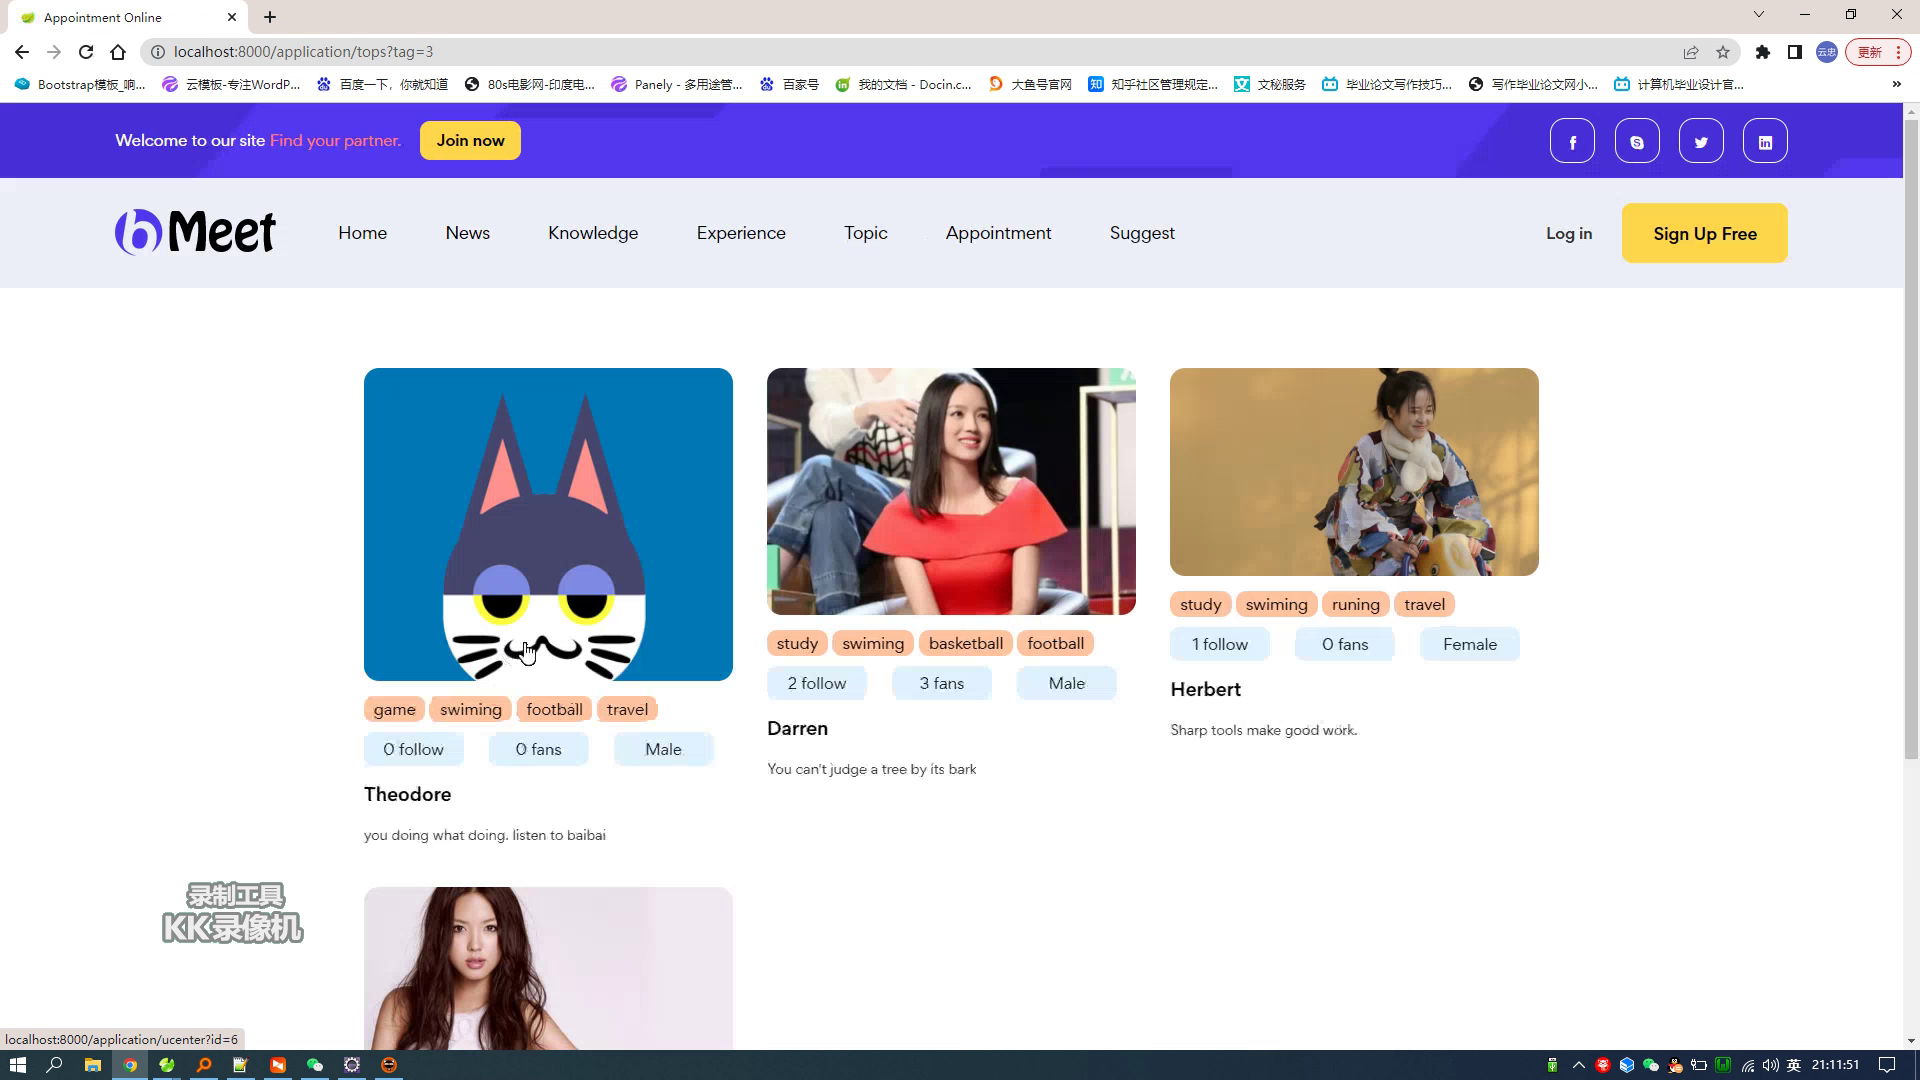 Appointment Online
localhost:8000/application/tops?tag=3
更新
Bootstrap模板_响...
云模板-专注WordP...
百度一下，你就知道
80s电影网-印度电...
Panely - 多用途管...
百家号
我的文档 - Docin.c...
大鱼号官网
知乎社区管理规定...
文秘服务
毕业论文写作技巧...
写作毕业论文网小...
计算机毕业设计官...
Welcome to our site Find your partner.
Join now
Meet
Home
News
Knowledge
Experience
Topic
Appointment
Suggest
Log in
Sign Up Free
game swiming football travel
0 follow 0 fans Male
Theodore
you doing what doing. listen to baibai
study swiming basketball football
2 follow 3 fans Male
Darren
You can't judge a tree by its bark
study swiming runing travel
1 follow 0 fans Female
Herbert
Sharp tools make good work.
录制工具
KK录像机
localhost:8000/application/ucenter?id=6
英
21:11:51